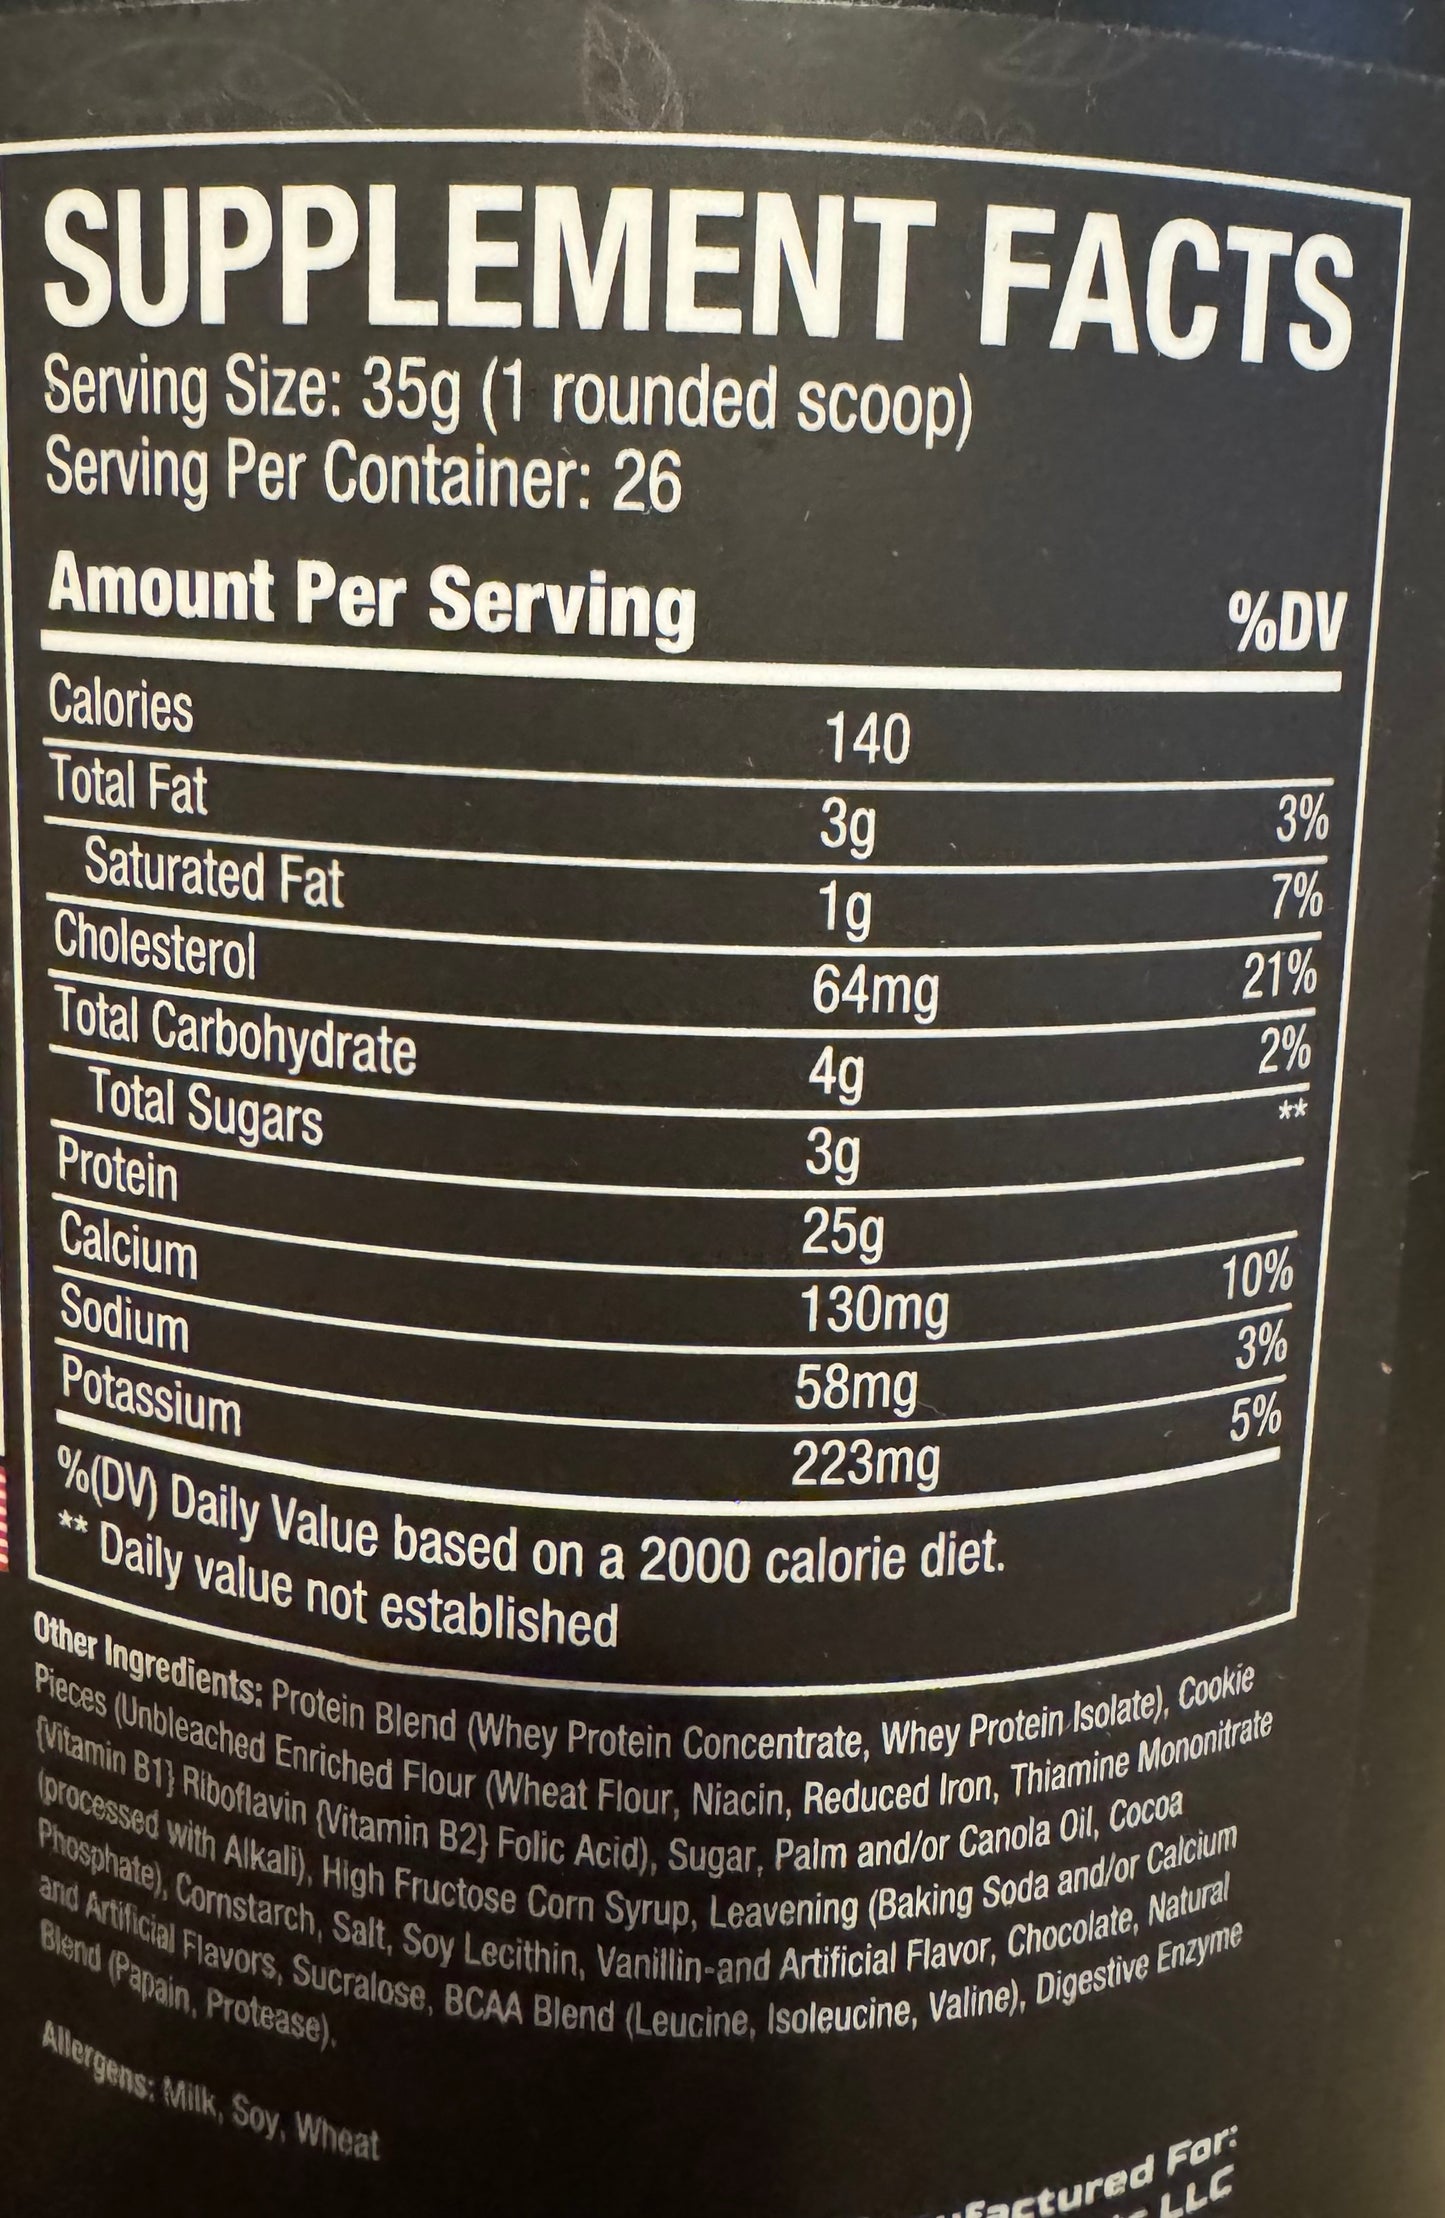 SUPPLEMENT FACTS
Serving Size: 35g (1 rounded scoop)
Serving Per Container: 26
Amount Per Serving %DV
Calories 140
Total Fat 3g 3%
Saturated Fat 1g 7%
Cholesterol 64mg 21%
Total Carbohydrate 4g 2%
Total Sugars 3g **
Protein 25g
Calcium 130mg 10%
Sodium 58mg 3%
Potassium 223mg 5%
%(DV) Daily Value based on a 2000 calorie diet.
** Daily value not established
Other Ingredients: Protein Blend (Whey Protein Concentrate, Whey Protein Isolate), Cookie
Pieces (Unbleached Enriched Flour (Wheat Flour, Niacin, Reduced Iron, Thiamine Mononitrate
{Vitamin B1} Riboflavin {Vitamin B2} Folic Acid), Sugar, Palm and/or Canola Oil, Cocoa
(processed with Alkali), High Fructose Corn Syrup, Leavening (Baking Soda and/or Calcium
Phosphate), Cornstarch, Salt, Soy Lecithin, Vanillin-and Artificial Flavor, Chocolate, Natural
and Artificial Flavors, Sucralose, BCAA Blend (Leucine, Isoleucine, Valine), Digestive Enzyme
Blend (Papain, Protease).
Allergens: Milk, Soy, Wheat
For:
LLC